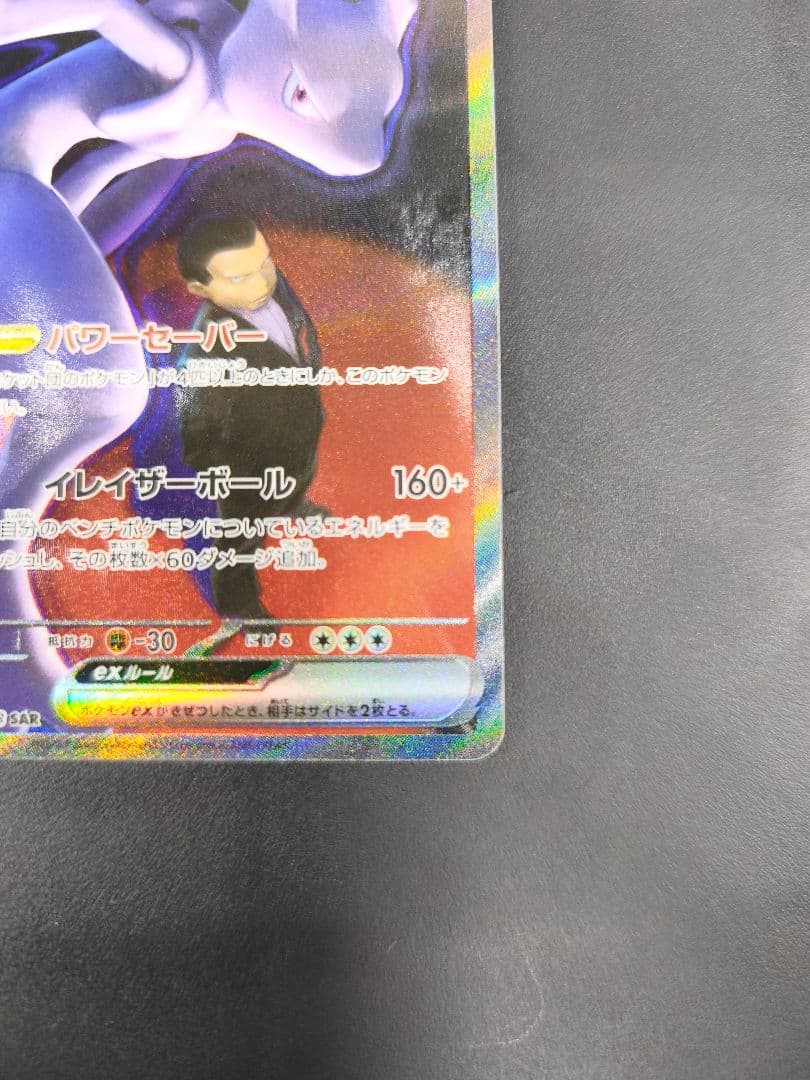 パワーセーバー
ケット団のポケモン」が4匹以上のときにしか、このポケモン
い。
イレイザーボール 160+
自分のベンチポケモンについているエネルギーを
ッシュし、その枚数×60ダメージ追加。
抵抗力 -30 にげる
exルール
ポケモンexがきぜつしたとき、相手はサイドを2枚とる。
SAR